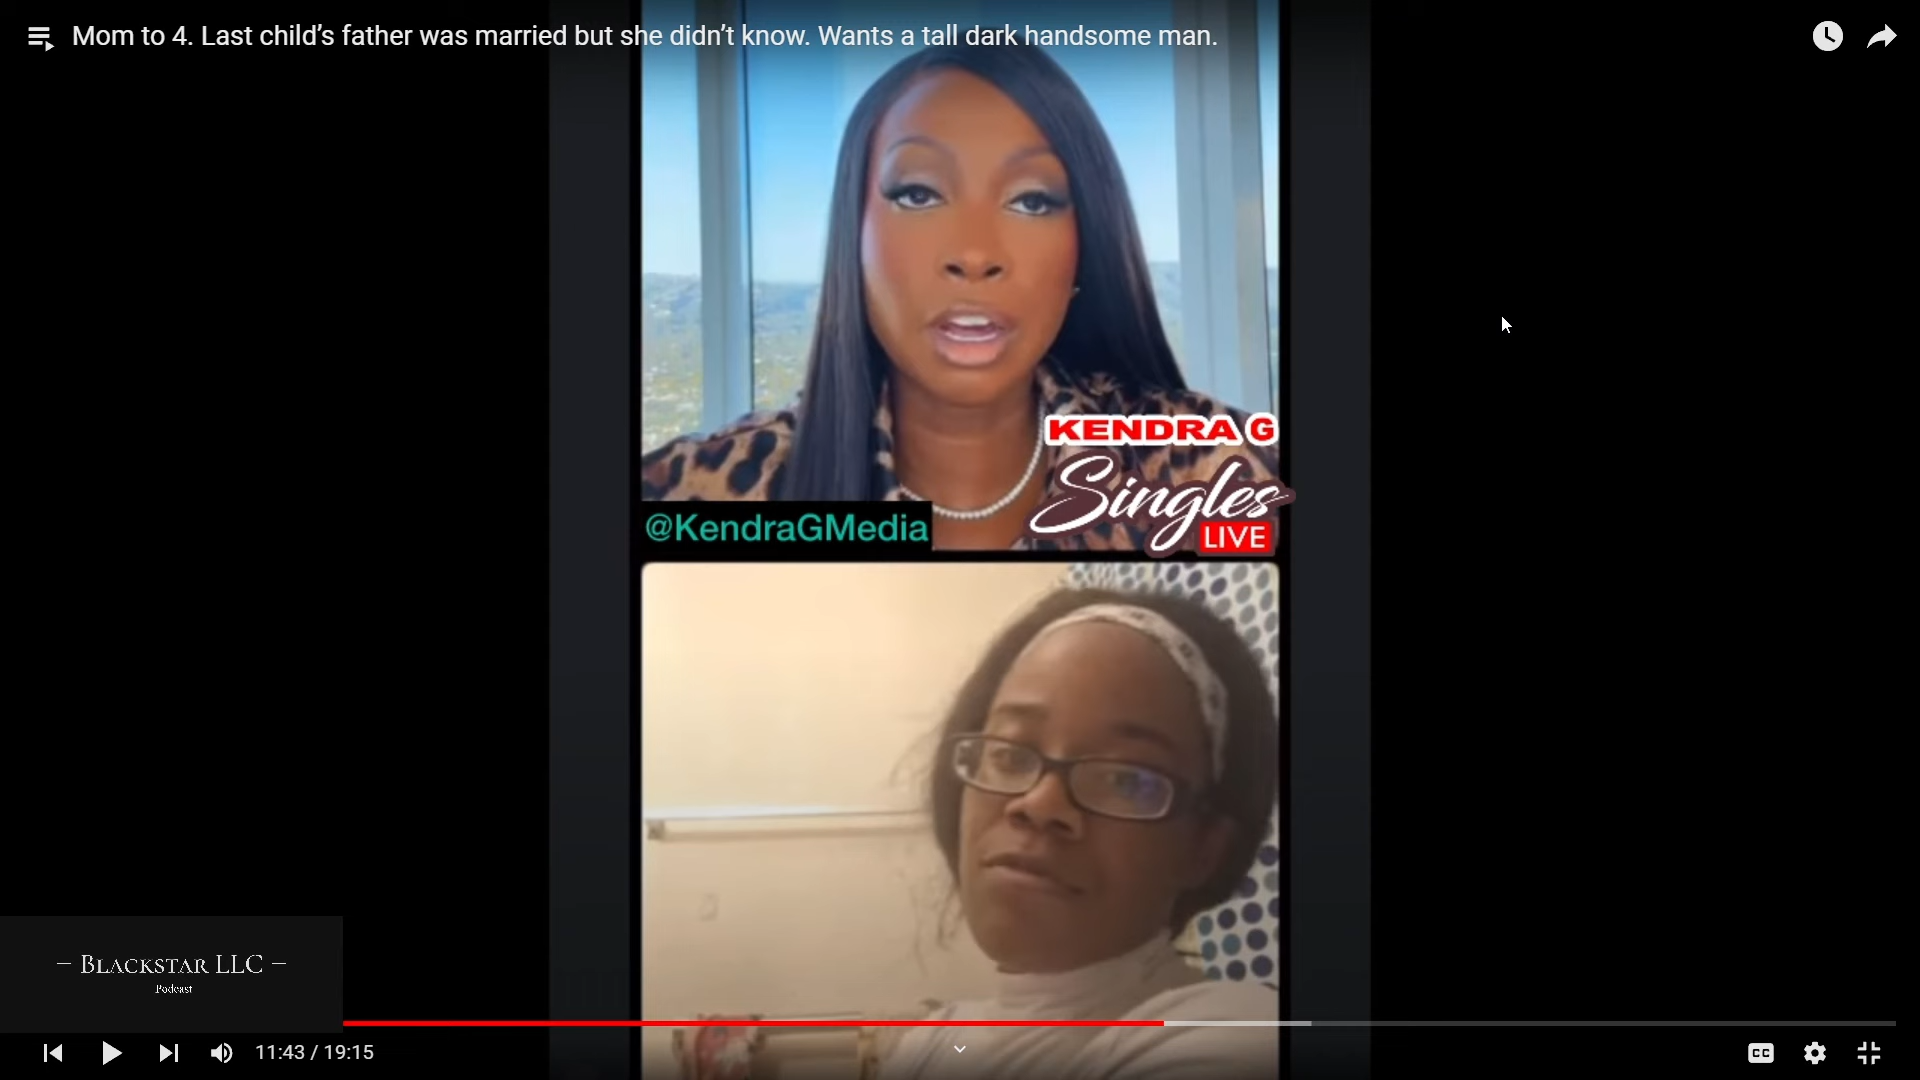 Mom to 4. Last child’s father was married but she didn’t know. Wants a tall dark handsome man.
KENDRA G
Singles
LIVE
@KendraGMedia
– BLACKSTAR LLC –
Podcast
11:43 / 19:15
CC